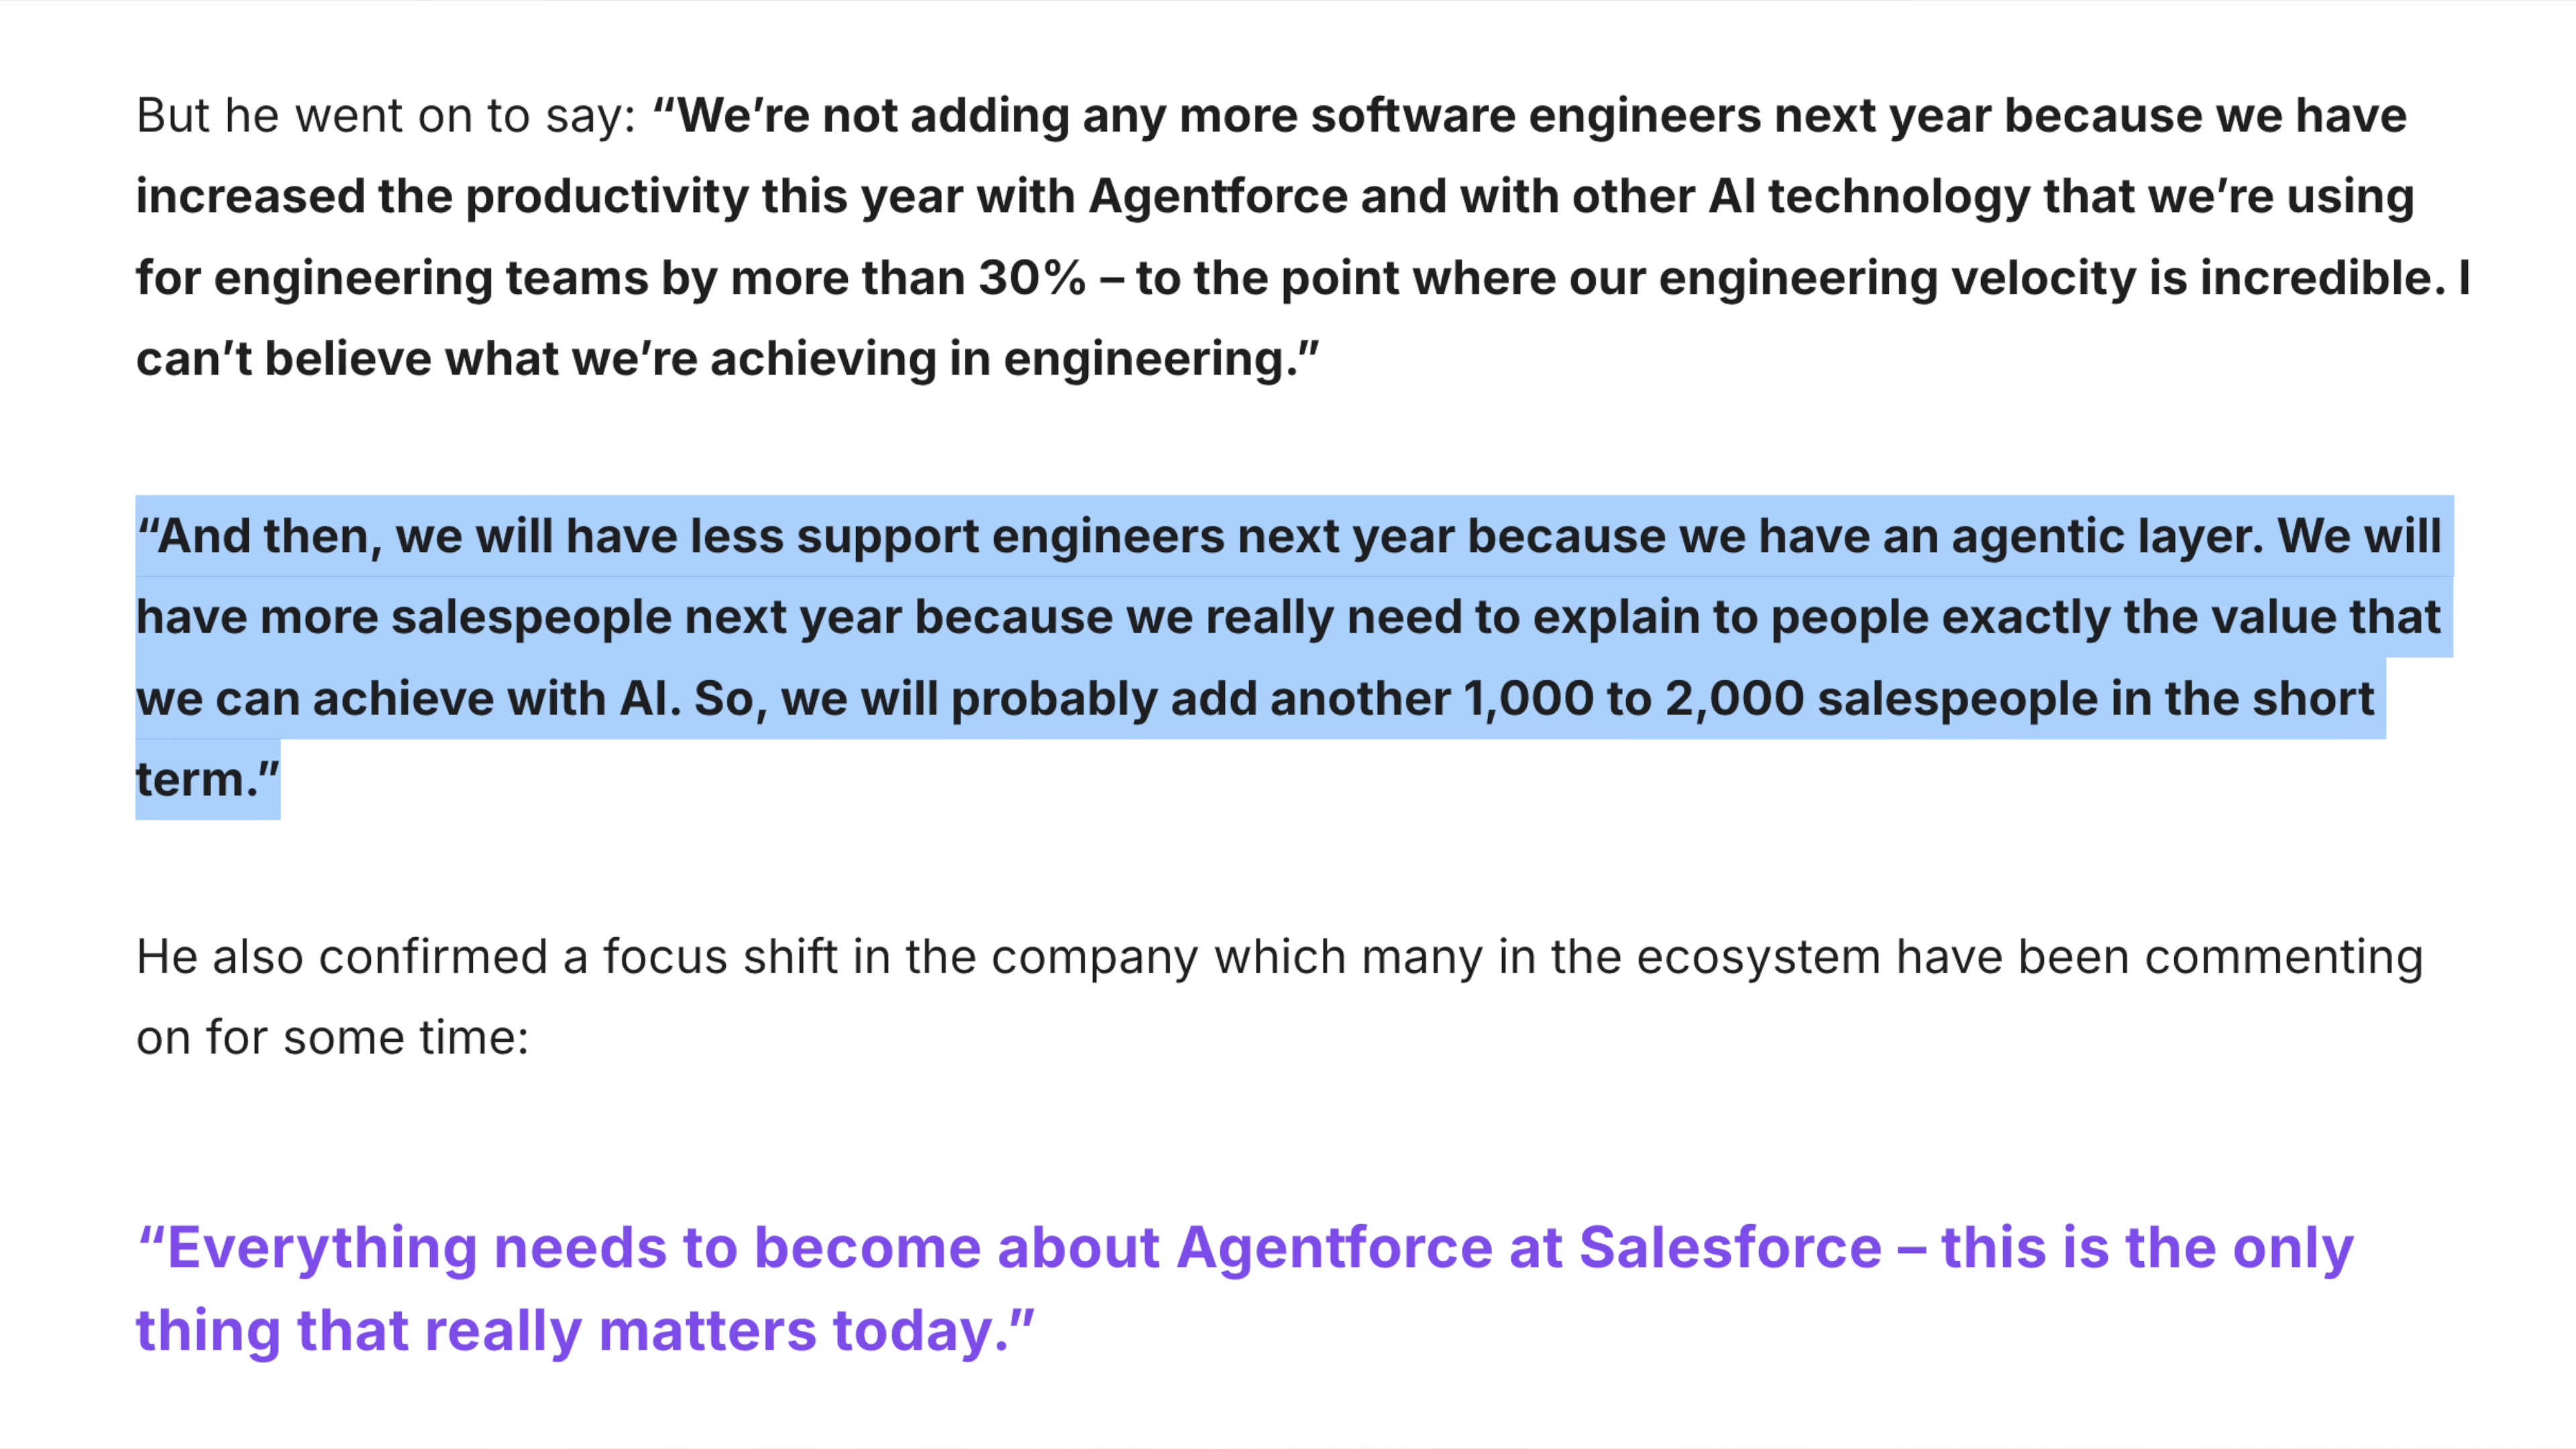 But he went on to say: “We’re not adding any more software engineers next year because we have
increased the productivity this year with Agentforce and with other AI technology that we’re using
for engineering teams by more than 30% – to the point where our engineering velocity is incredible. I
can’t believe what we’re achieving in engineering.”
“And then, we will have less support engineers next year because we have an agentic layer. We will
have more salespeople next year because we really need to explain to people exactly the value that
we can achieve with AI. So, we will probably add another 1,000 to 2,000 salespeople in the short
term.”
He also confirmed a focus shift in the company which many in the ecosystem have been commenting
on for some time:
“Everything needs to become about Agentforce at Salesforce – this is the only
thing that really matters today.”